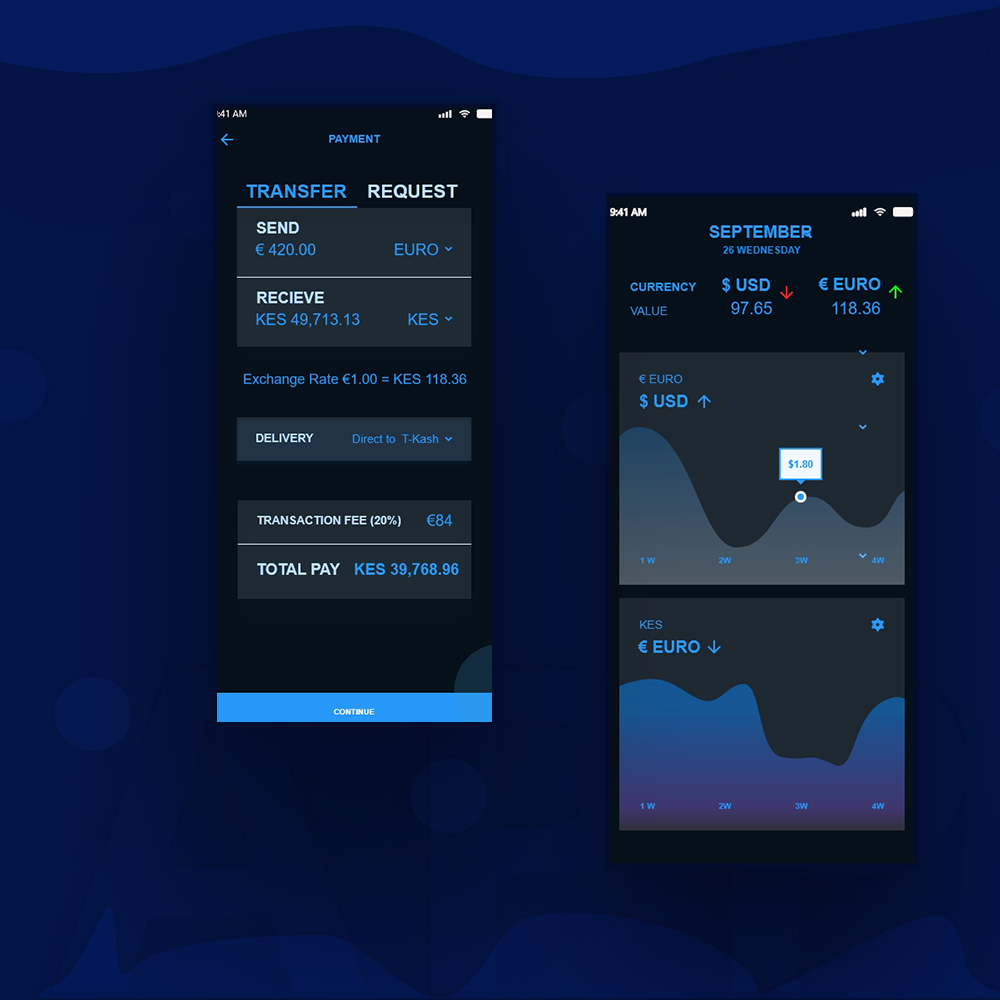 :41 AM
PAYMENT
TRANSFER REQUEST
SEND
€ 420.00 EURO
RECIEVE
KES 49,713.13 KES
Exchange Rate €1.00 = KES 118.36
DELIVERY Direct to T-Kash
TRANSACTION FEE (20%) €84
TOTAL PAY KES 39,768.96
CONTINUE
9:41 AM
SEPTEMBER
26 WEDNESDAY
CURRENCY $ USD € EURO
VALUE 97.65 118.36
€ EURO
$ USD
$1.80
1 W 2W 3W 4W
KES
€ EURO
1 W 2W 3W 4W